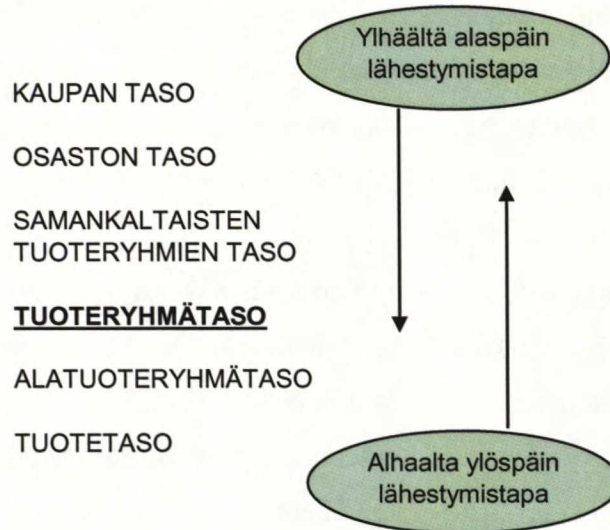 Ylhäältä alaspäin
lähestymistapa
KAUPAN TASO
OSASTON TASO
SAMANKALTAISTEN
TUOTERYHMIEN TASO
TUOTERYHMÄTASO
ALATUOTERYHMÄTASO
TUOTETASO
Alhaalta ylöspäin
lähestymistapa